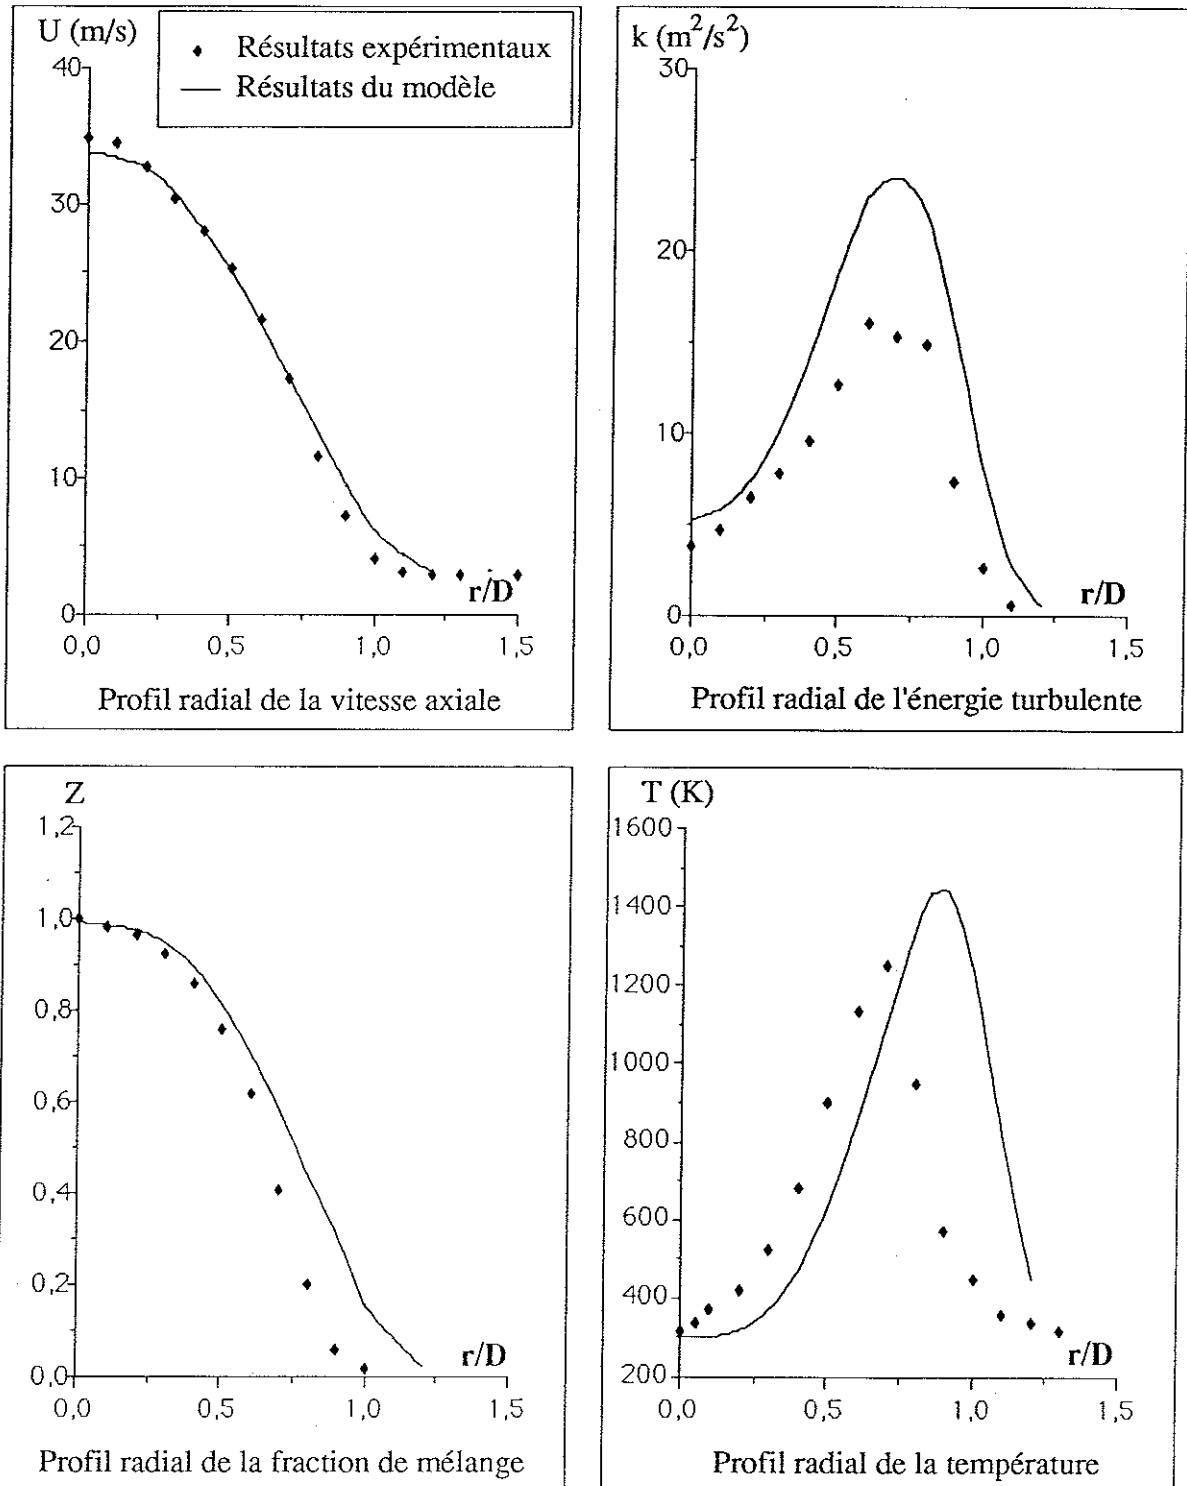 U (m/s)
Résultats expérimentaux
Résultats du modèle
40
30
20
10
0
0,0 0,5 1,0 1,5
r/D
Profil radial de la vitesse axiale
k (m²/s²)
30
20
10
0
0,0 0,5 1,0 1,5
r/D
Profil radial de l'énergie turbulente
Z
1,2
1,0
0,8
0,6
0,4
0,2
0,0
0,0 0,5 1,0 1,5
r/D
Profil radial de la fraction de mélange
T (K)
1600
1400
1200
1000
800
600
400
200
0,0 0,5 1,0 1,5
r/D
Profil radial de la température